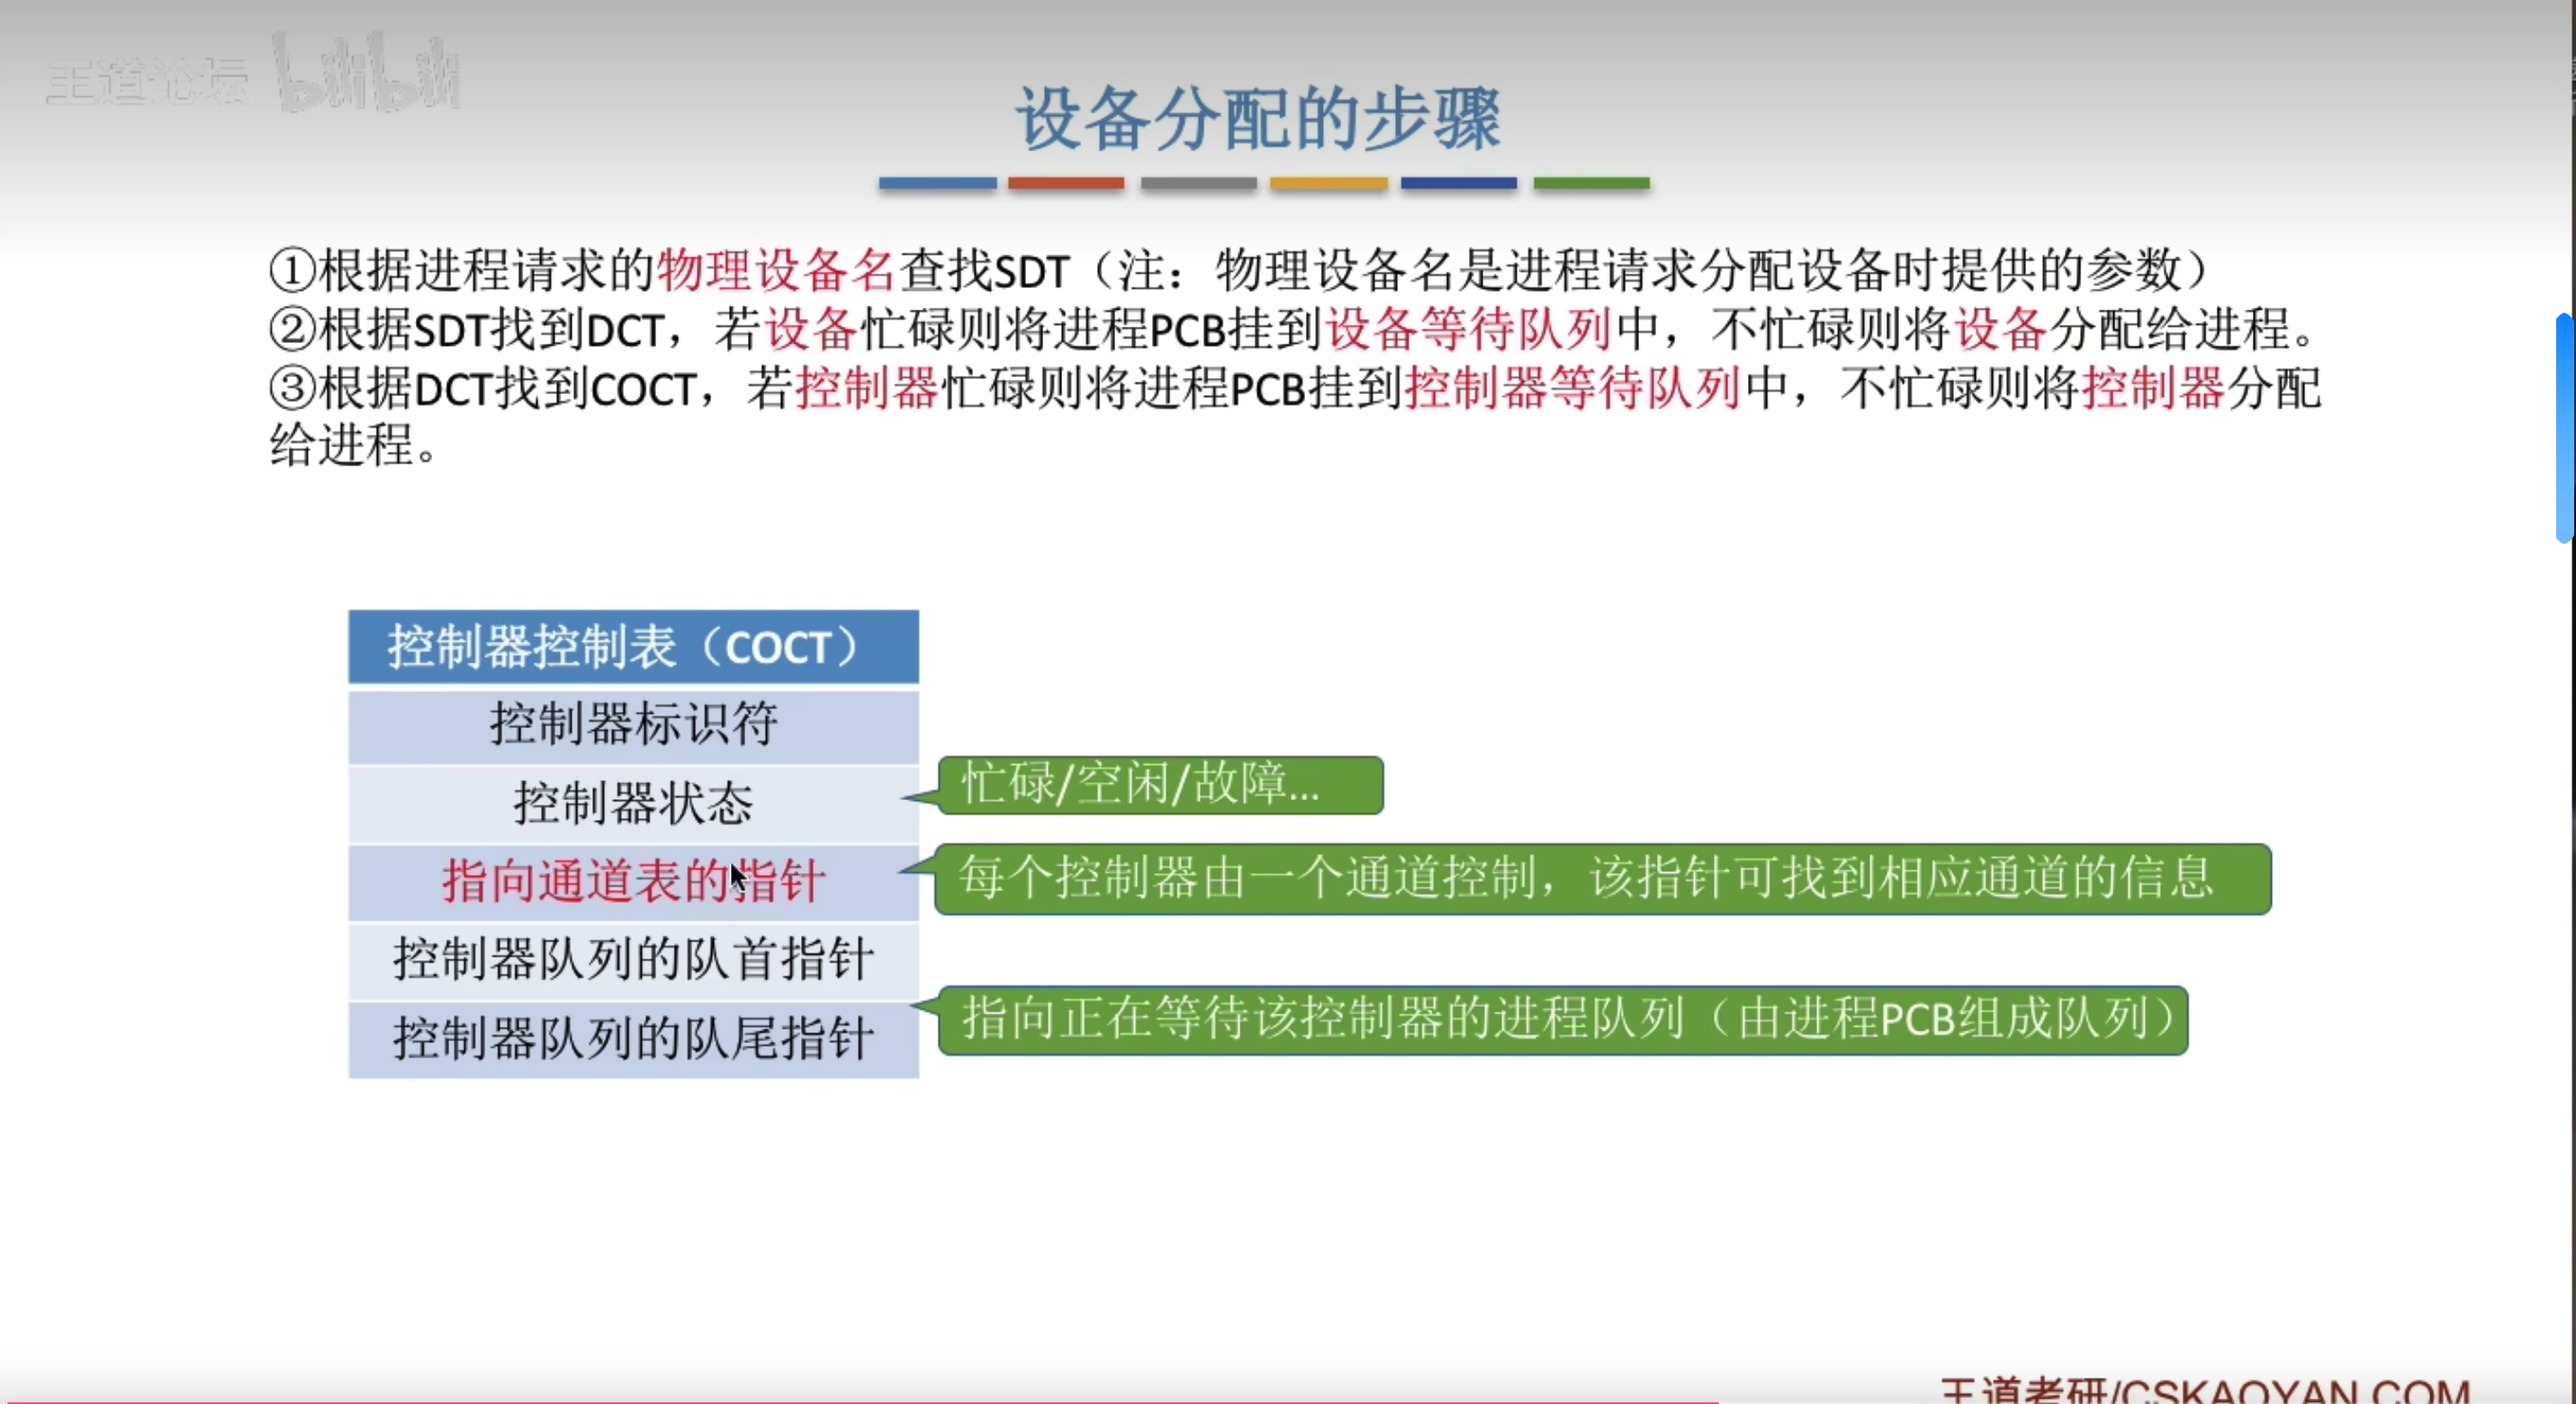 王道论坛 bilibili
设备分配的步骤
①根据进程请求的物理设备名查找SDT（注：物理设备名是进程请求分配设备时提供的参数）
②根据SDT找到DCT，若设备忙碌则将进程PCB挂到设备等待队列中，不忙碌则将设备分配给进程。
③根据DCT找到COCT，若控制器忙碌则将进程PCB挂到控制器等待队列中，不忙碌则将控制器分配
给进程。
控制器控制表（COCT）
控制器标识符
控制器状态
忙碌/空闲/故障...
指向通道表的指针
每个控制器由一个通道控制，该指针可找到相应通道的信息
控制器队列的队首指针
控制器队列的队尾指针
指向正在等待该控制器的进程队列（由进程PCB组成队列）
王道考研/CSKAOYAN.COM